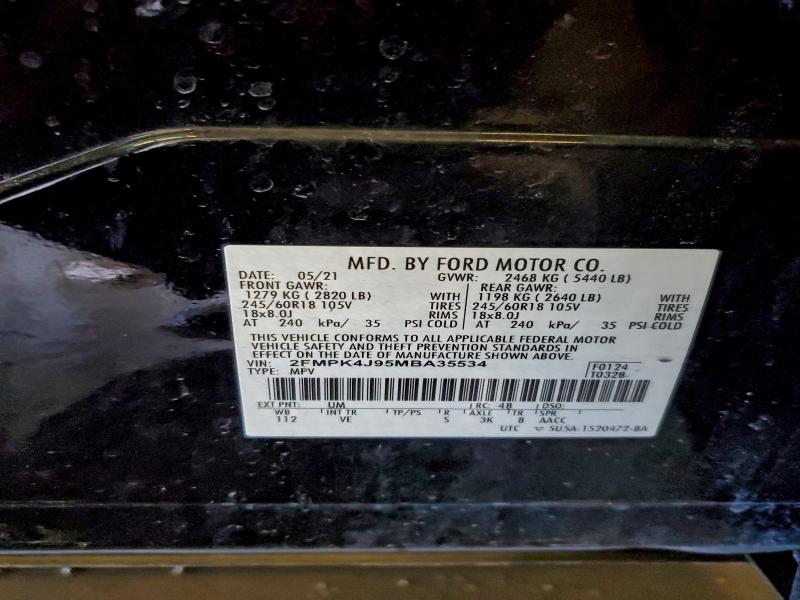 MFD. BY FORD MOTOR CO.
DATE: 05/21 GVWR: 2468 KG ( 5440 LB)
FRONT GAWR: REAR GAWR:
1279 KG ( 2820 LB) WITH 1198 KG ( 2640 LB) WITH
245/60R18 105V TIRES 245/60R18 105V TIRES
18x8.0J RIMS 18x8.0J RIMS
AT 240 kPa/ 35 PSI COLD AT 240 kPa/ 35 PSI COLD
THIS VEHICLE CONFORMS TO ALL APPLICABLE FEDERAL MOTOR
VEHICLE SAFETY AND THEFT PREVENTION STANDARDS IN
EFFECT ON THE DATE OF MANUFACTURE SHOWN ABOVE.
VIN: 2FMPK4J95MBA35534 F0124
TYPE: MPV T0328
EXT PNT: UM RC: 48 DSO:
WB INT TR TP/PS R AXLE TR SPR
112 VE 5 3K 8 AACC
UTC ▽ SU5A-1520472-BA